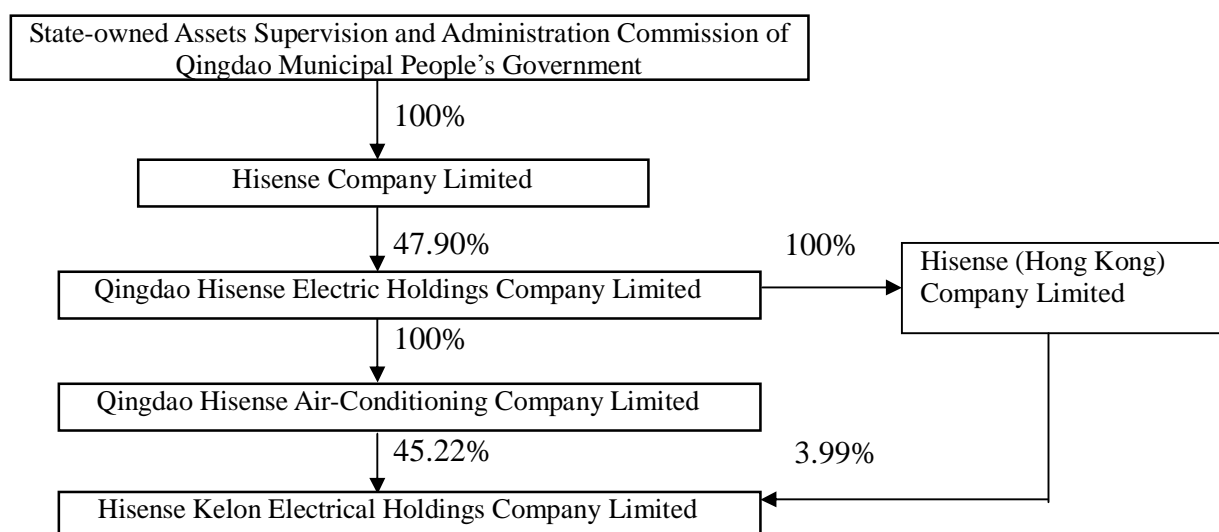 State-owned Assets Supervision and Administration Commission of
Qingdao Municipal People’s Government
100%
Hisense Company Limited
47.90%
100%
Hisense (Hong Kong)
Company Limited
Qingdao Hisense Electric Holdings Company Limited
100%
Qingdao Hisense Air-Conditioning Company Limited
45.22%
3.99%
Hisense Kelon Electrical Holdings Company Limited